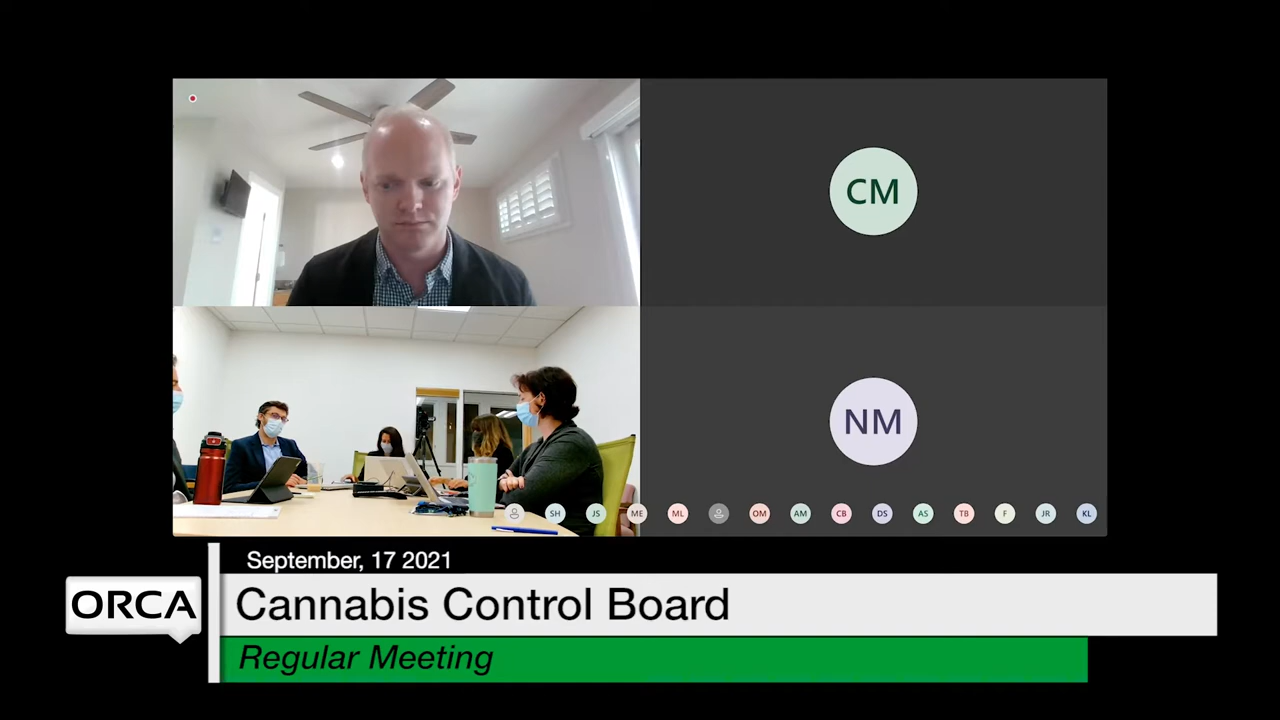 CM
NM
SH JS ME ML OM AM CB DS AS TB F JR KL
September, 17 2021
ORCA
Cannabis Control Board
Regular Meeting